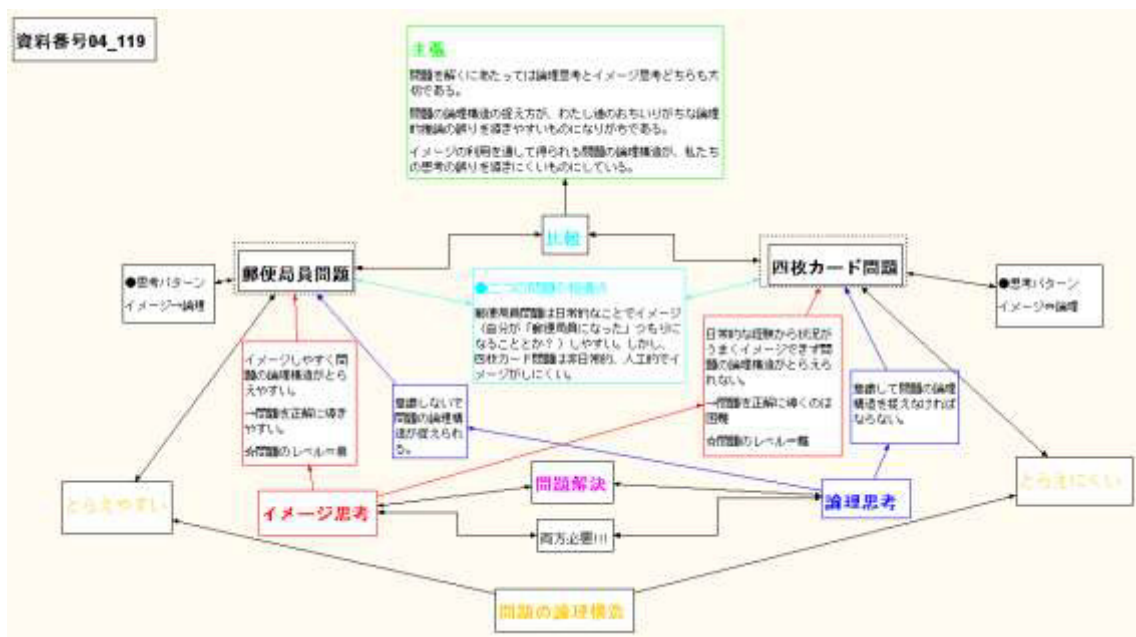 資料番号04_119
主張
問題を解くにあたっては論理思考とイメージ思考どちらも大
切である。
問題の論理構造の捉え方が、わたし達のおちいりがちな論理
的推論の誤りを導きやすいものになりがちである。
イメージの利用を通して得られる問題の論理構造が、私たち
の思考の誤りを導きにくいものにしている。
比較
郵便局員問題
四枚カード問題
●思考パターン
イメージ→論理
●二つの問題の相違点
郵便局員問題は日常的なことでイメージ
(自分が「郵便局員になった」つもりに
なることとか?)しやすい。しかし、
四枚カード問題は非日常的、人工的でイ
メージがしにくい。
●思考パターン
イメージ⇔論理
イメージしやすく問
題の論理構造がとら
えやすい。
→問題を正解に導き
やすい。
☆問題のレベル=易
意識しないで
問題の論理構
造が捉えられ
る。
日常的な経験から状況が
うまくイメージできず問
題の論理構造がとらえら
れない。
→問題を正解に導くのは
困難
☆問題のレベル=難
意識して問題の論理
構造を捉えなければ
ならない。
とらえやすい
イメージ思考
問題解決
論理思考
とらえにくい
両方必要!!!
問題の論理構造